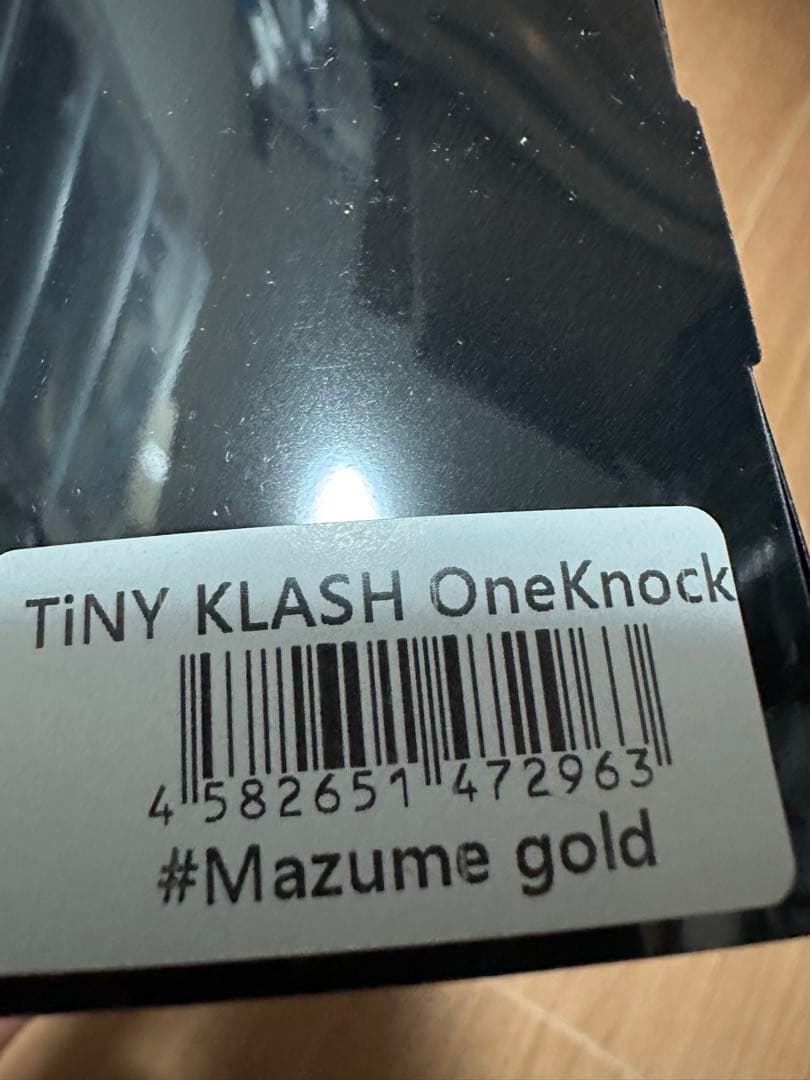 TiNY KLASH OneKnock
4 582651 472963
#Mazume gold